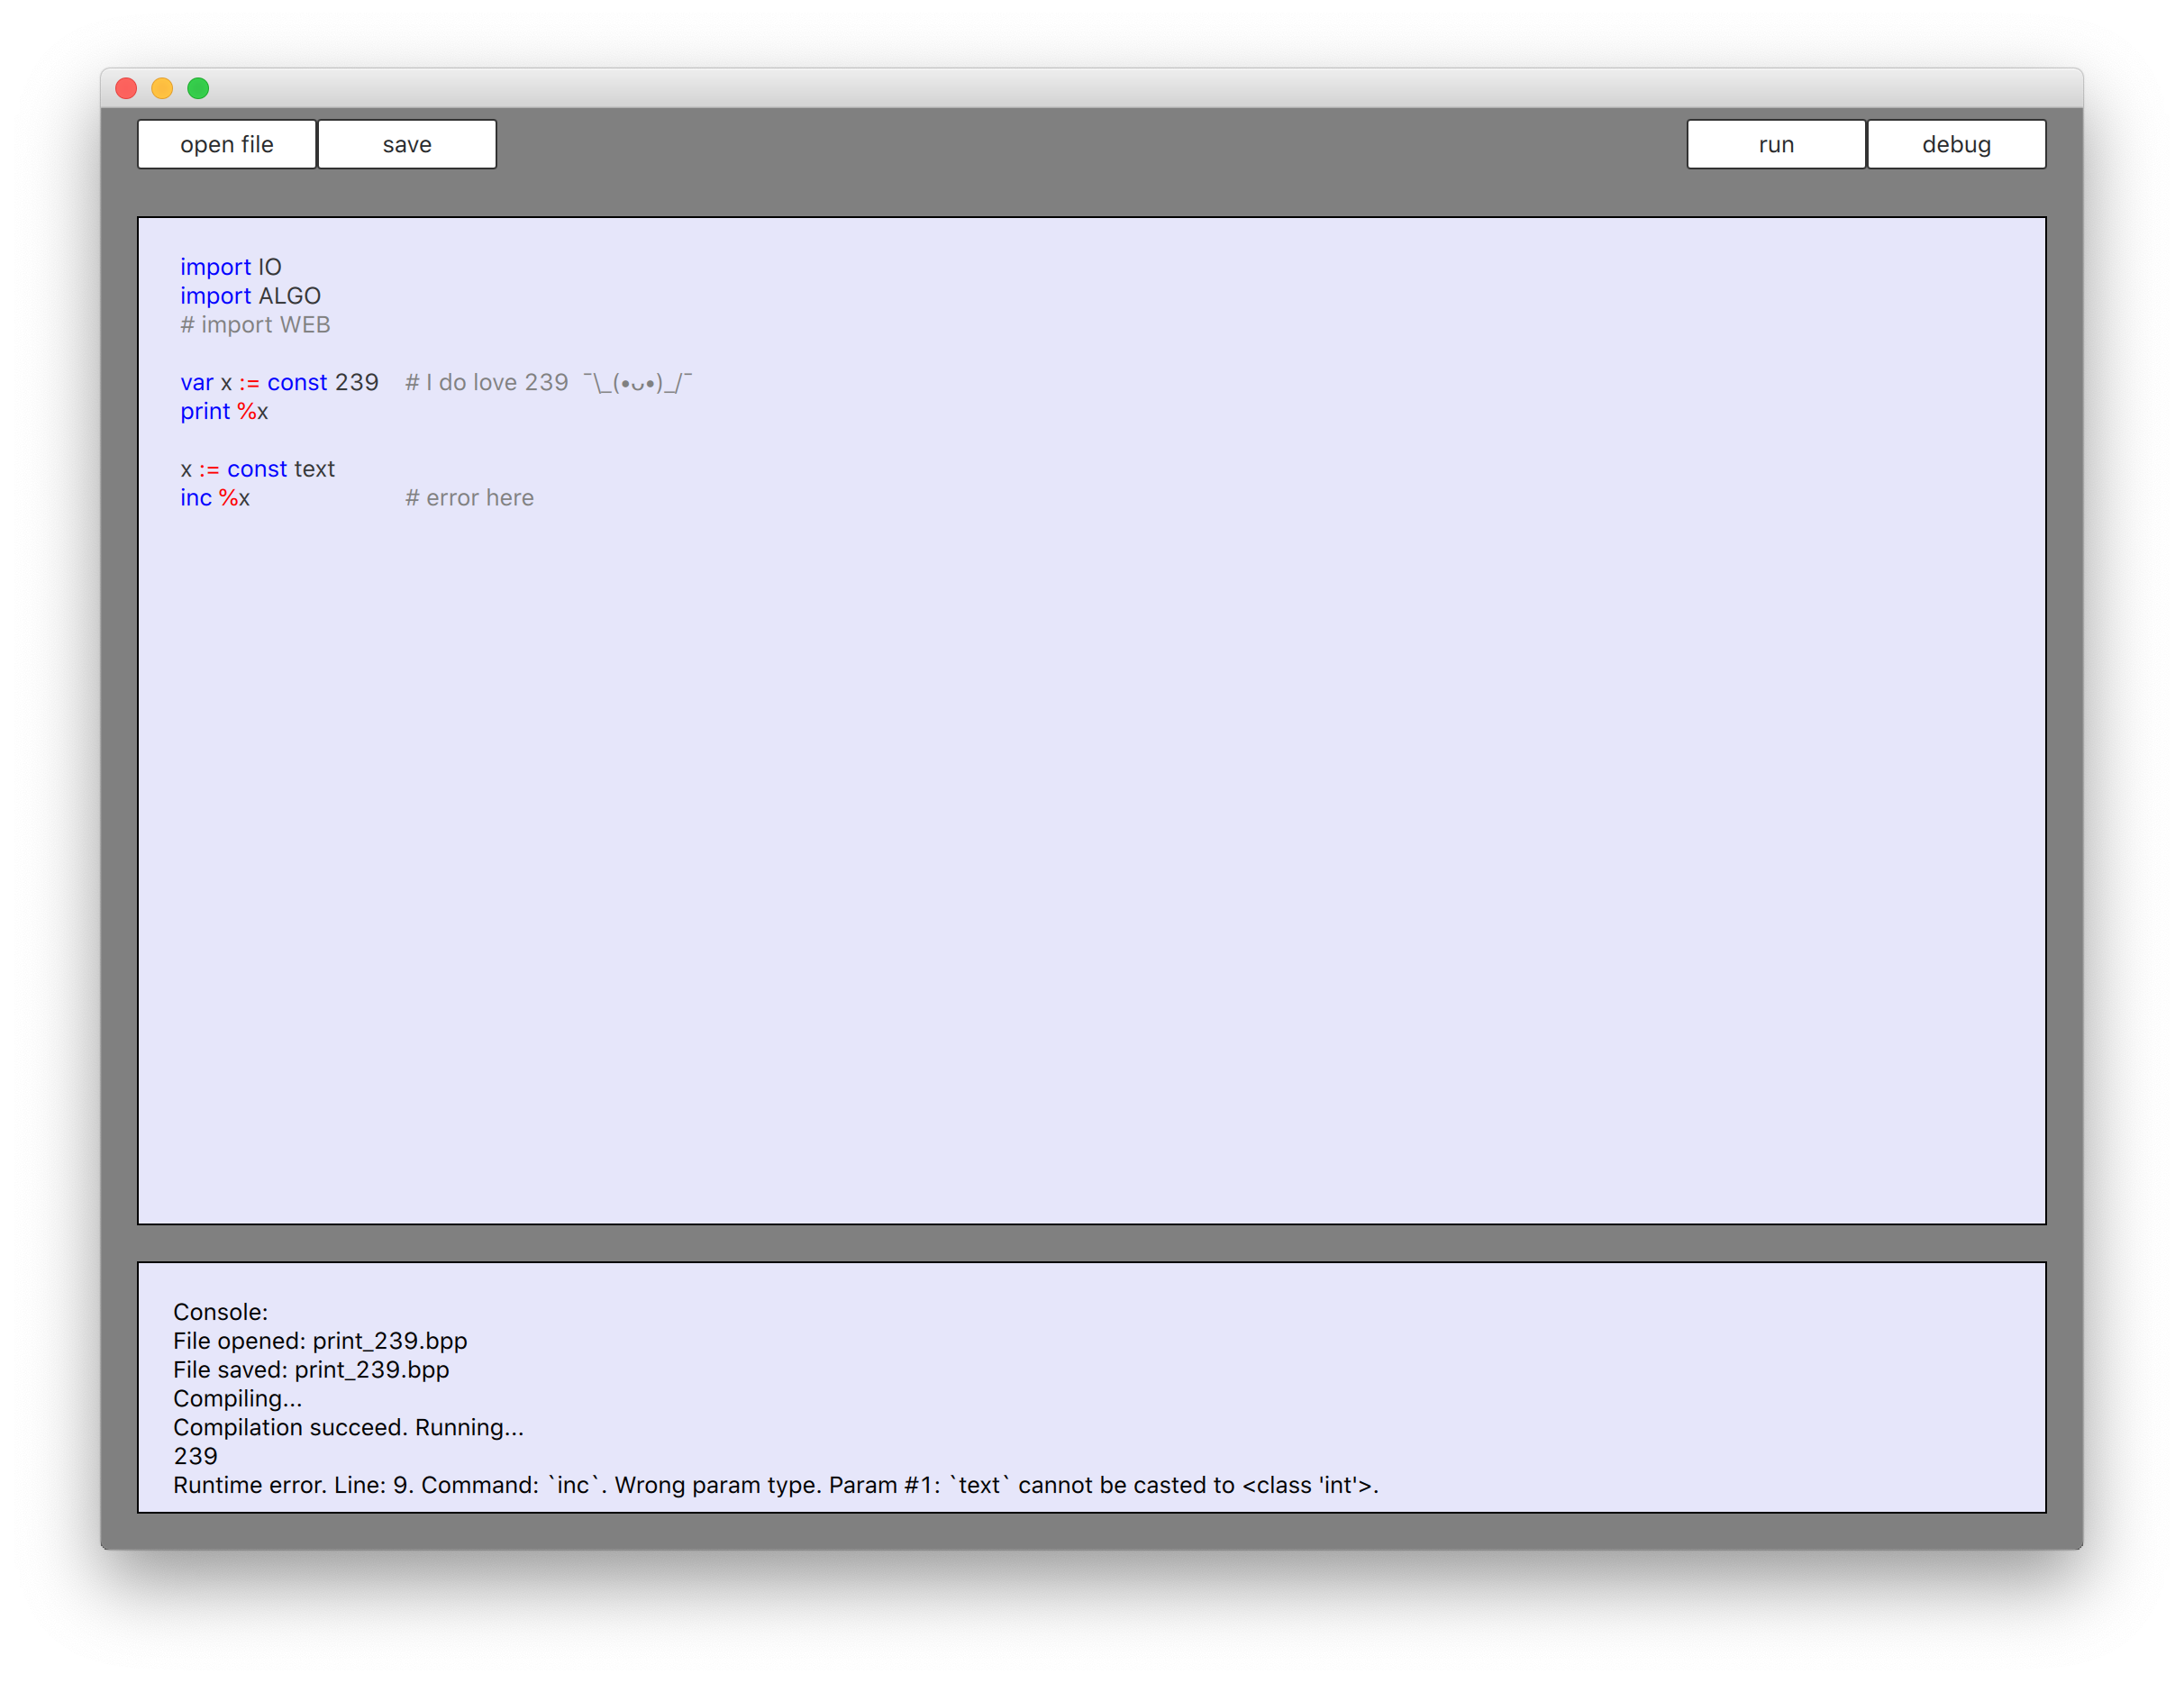 open file save run debug
import IO
import ALGO
# import WEB
var x := const 239 # I do love 239 ¯\_(•ᴗ•)_/¯
print %x
x := const text
inc %x # error here
Console:
File opened: print_239.bpp
File saved: print_239.bpp
Compiling...
Compilation succeed. Running...
239
Runtime error. Line: 9. Command: `inc`. Wrong param type. Param #1: `text` cannot be casted to <class 'int'>.